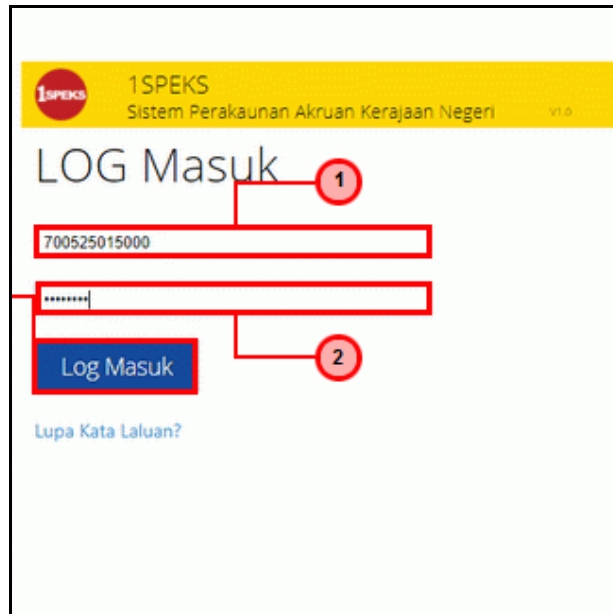 1SPEKS
1SPEKS
Sistem Perakaunan Akruan Kerajaan Negeri
V1.0
LOG Masuk
1
700525015000
••••••••
2
Log Masuk
Lupa Kata Laluan?